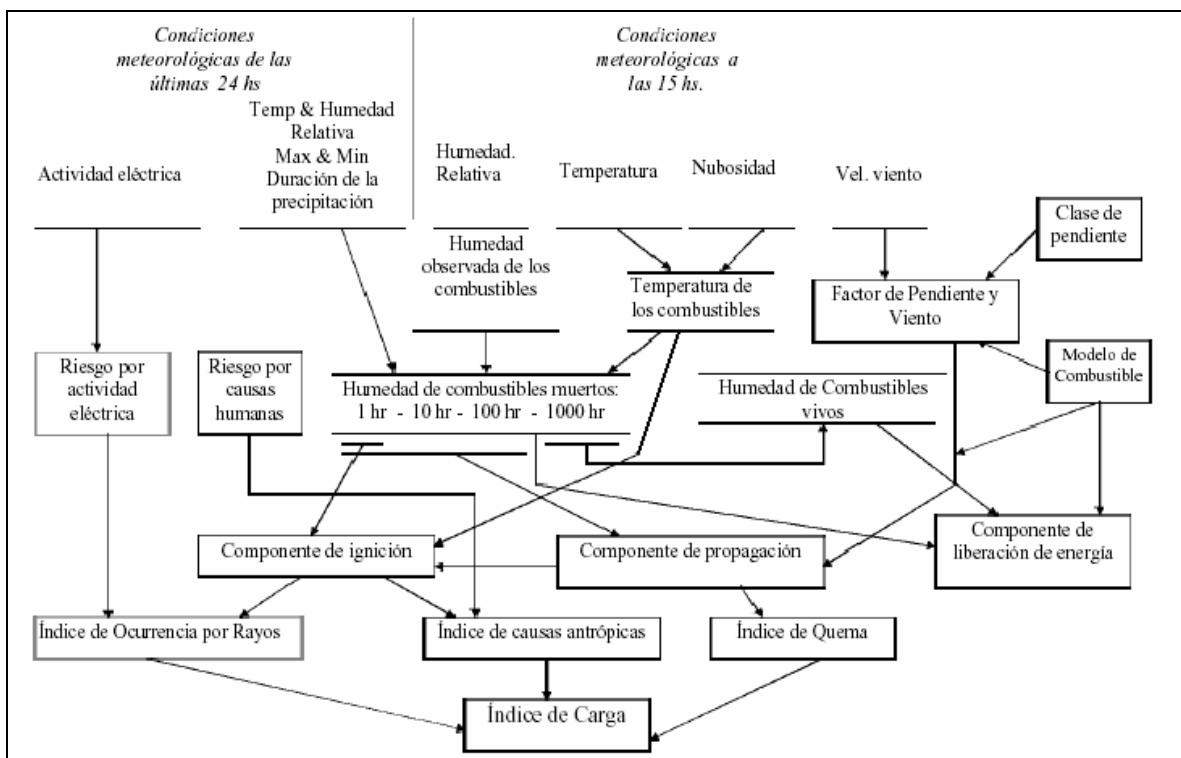 Condiciones
meteorológicas de las
últimas 24 hs
Condiciones
meteorológicas a
las 15 hs.
Actividad eléctrica
Temp & Humedad
Relativa
Max & Min
Duración de la
precipitación
Humedad.
Relativa
Temperatura
Nubosidad
Vel. viento
Clase de
pendiente
Humedad
observada de los
combustibles
Temperatura de
los combustibles
Factor de Pendiente y
Viento
Riesgo por
actividad
eléctrica
Riesgo por
causas
humanas
Humedad de combustibles muertos:
1 hr - 10 hr - 100 hr - 1000 hr
Humedad de Combustibles
vivos
Modelo de
Combustible
Componente de ignición
Componente de propagación
Componente de
liberación de energía
Índice de Ocurrencia por Rayos
Índice de causas antrópicas
Índice de Quema
Índice de Carga